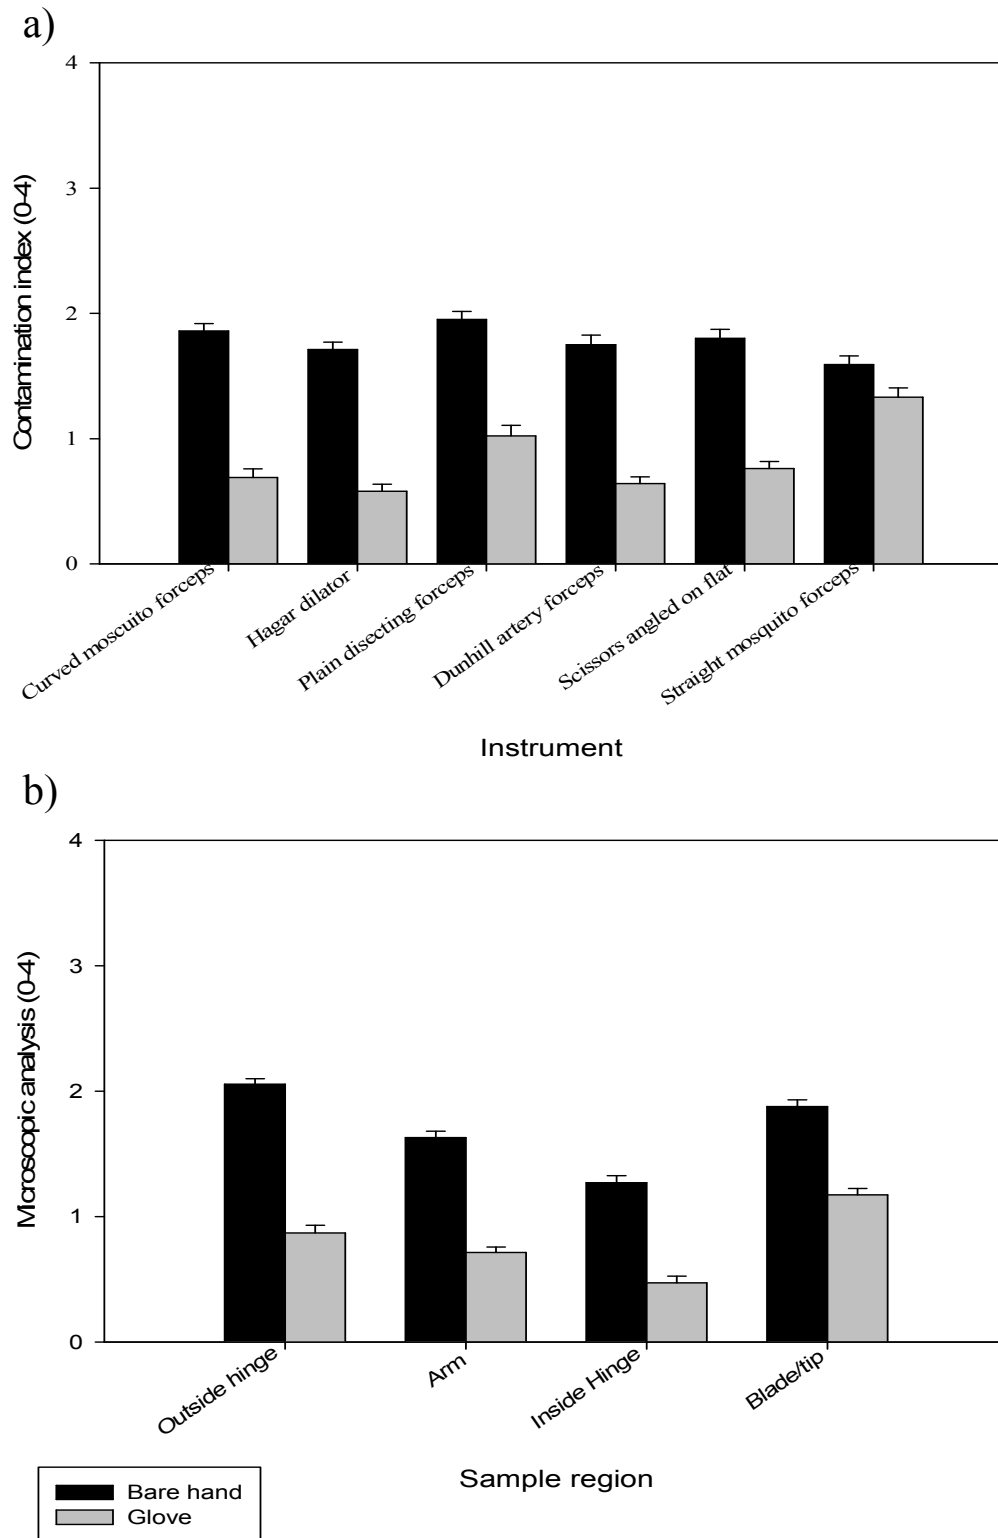 a)
4
3
2
1
0
Contamination index (0-4)
Curved moscuito forceps
Hagar dilator
Plain disecting forceps
Dunhill artery forceps
Scissors angled on flat
Straight mosquito forceps
Instrument
b)
4
3
2
1
0
Microscopic analysis (0-4)
Outside hinge
Arm
Inside Hinge
Blade/tip
Sample region
Bare hand
Glove